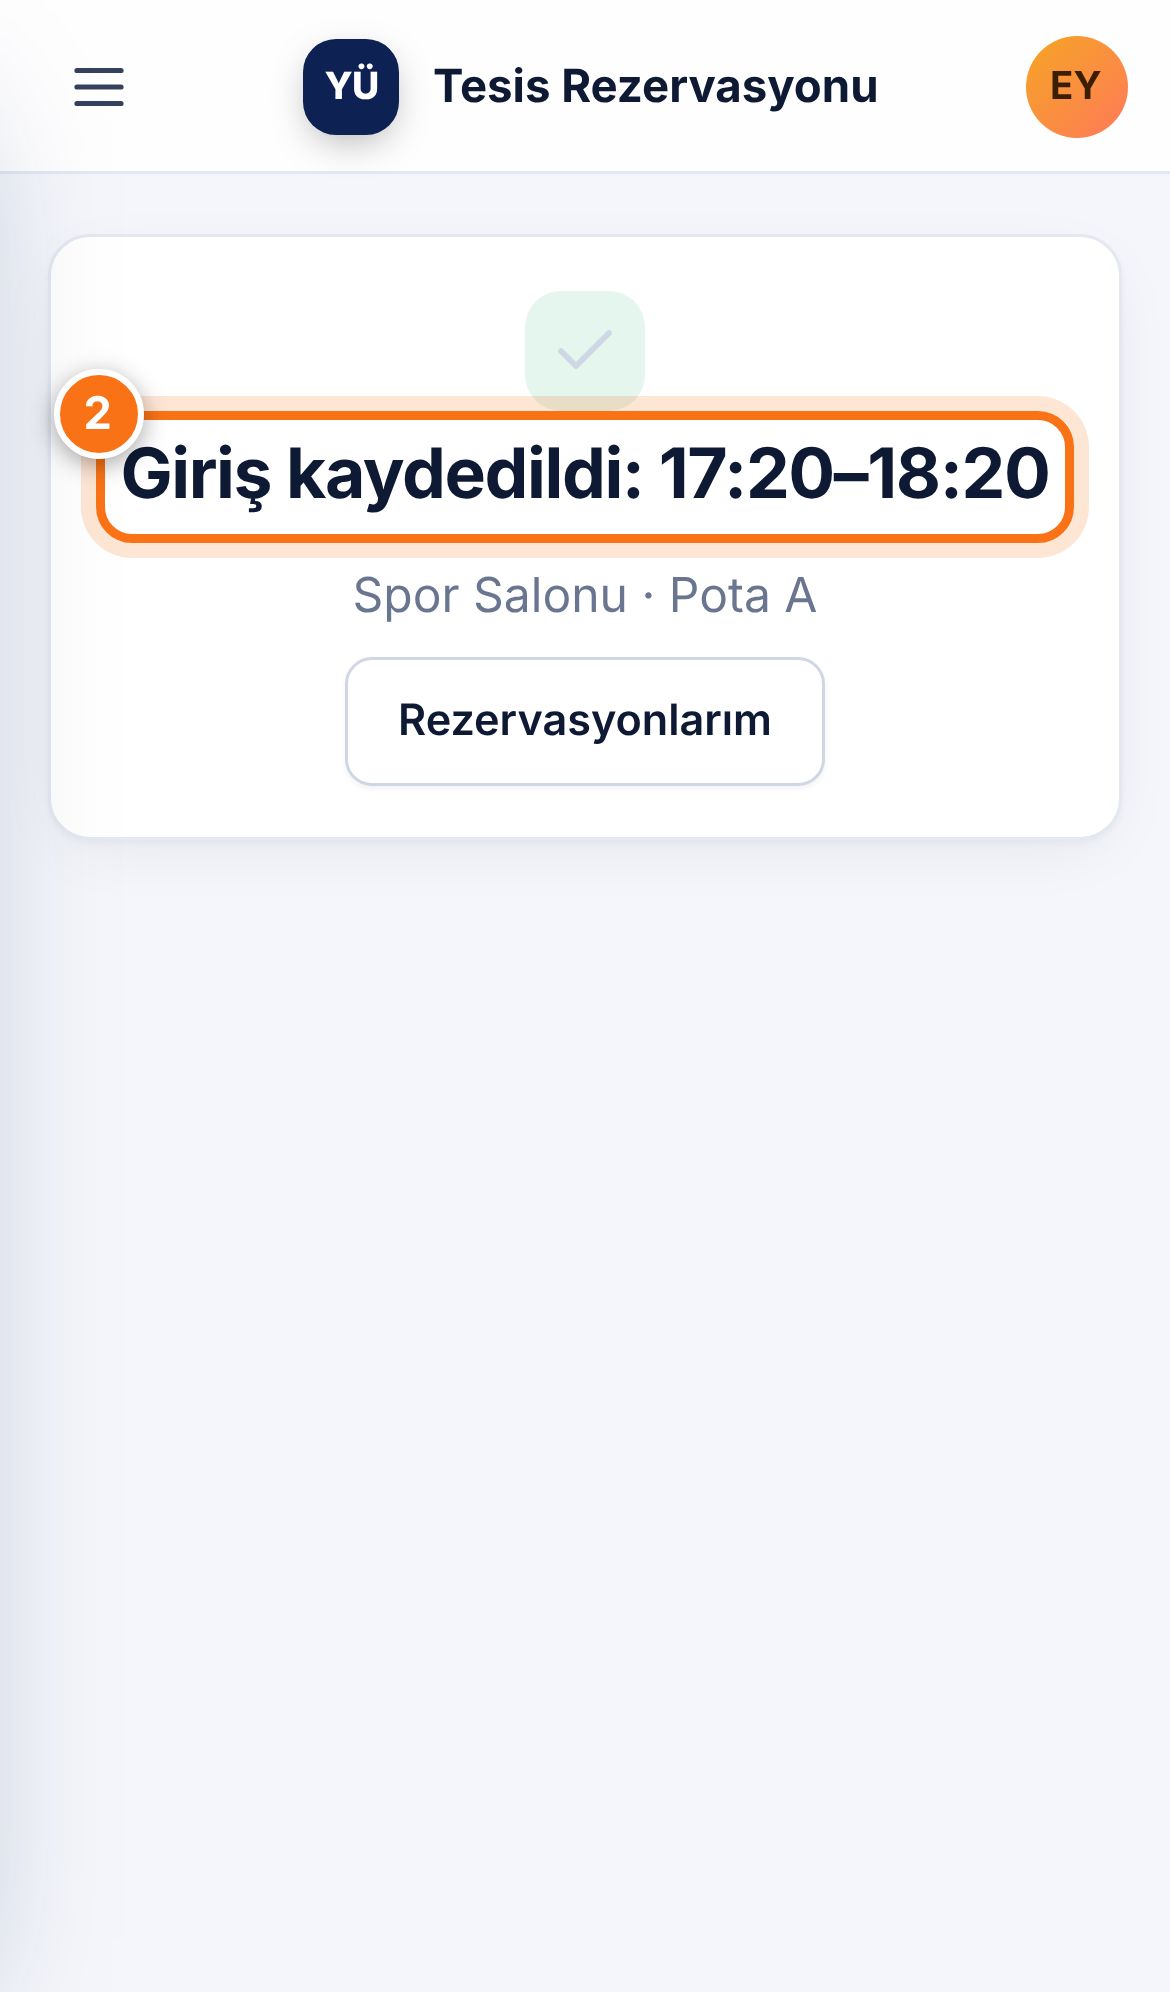 YÜ
Tesis Rezervasyonu
EY
2
Giriş kaydedildi: 17:20–18:20
Spor Salonu · Pota A
Rezervasyonlarım